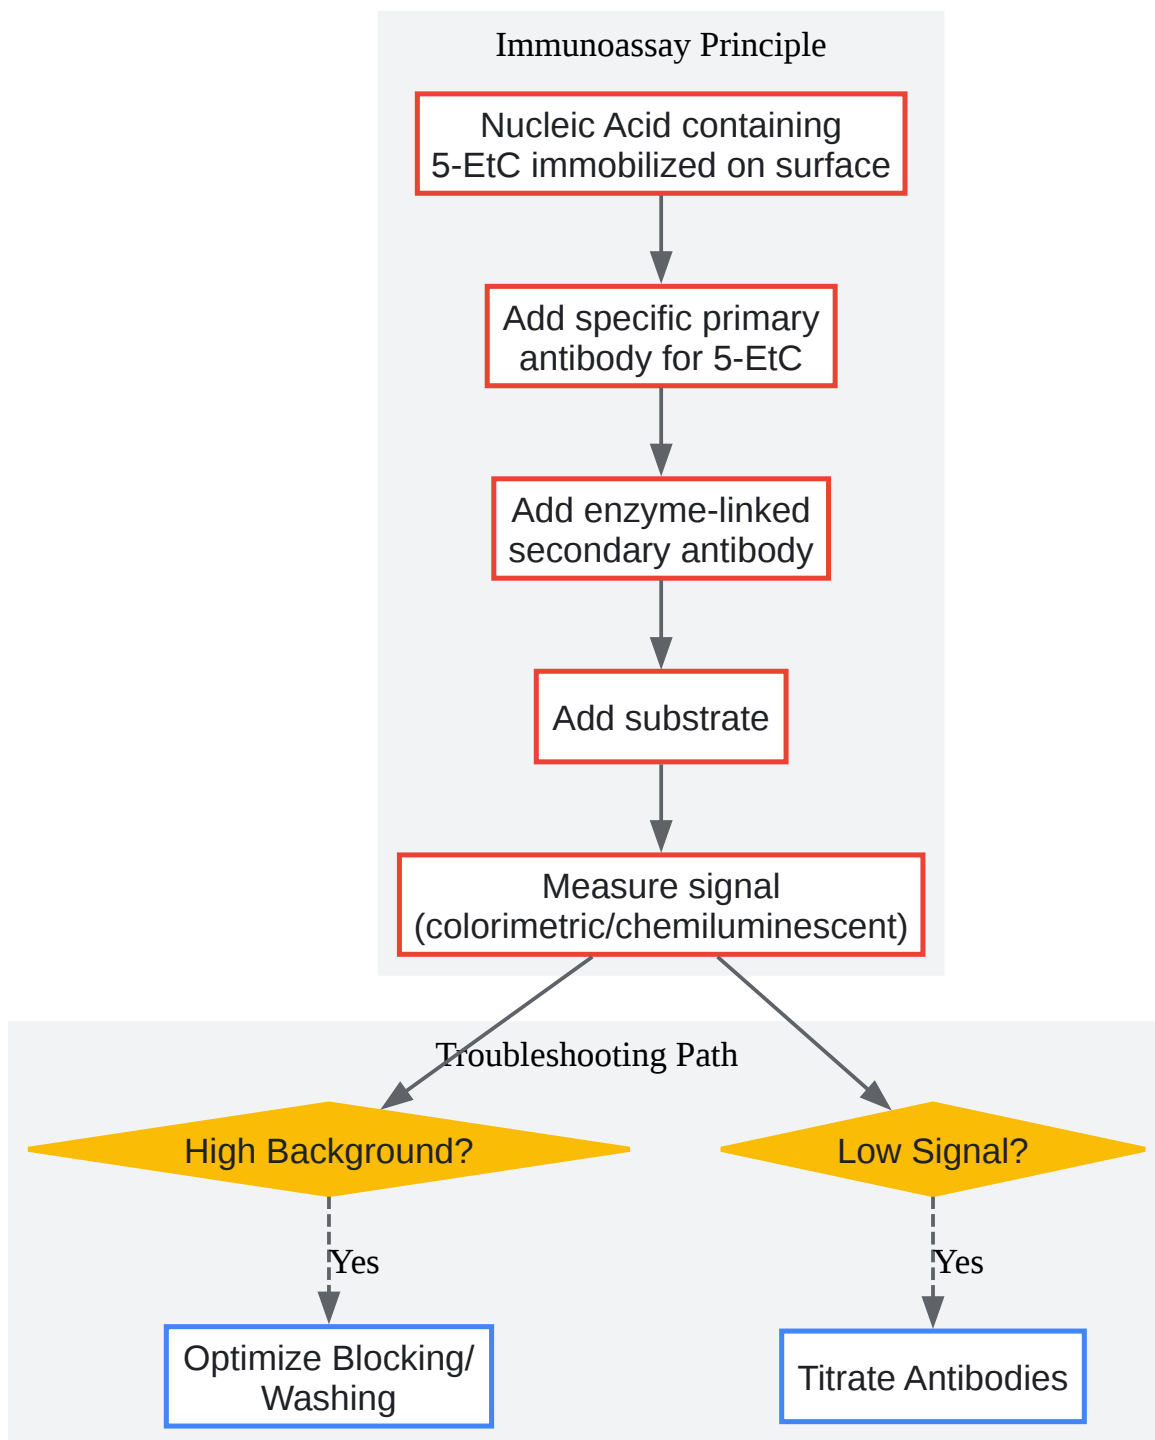 Immunoassay Principle
Nucleic Acid containing
5-EtC immobilized on surface
Add specific primary
antibody for 5-EtC
Add enzyme-linked
secondary antibody
Add substrate
Measure signal
(colorimetric/chemiluminescent)
Troubleshooting Path
High Background?
Low Signal?
Yes
Yes
Optimize Blocking/
Washing
Titrate Antibodies